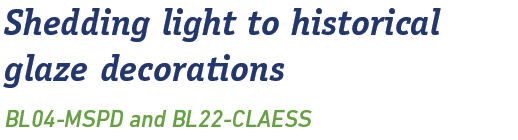 Shedding light to historical
glaze decorations
BL04-MSPD and BL22-CLAESS